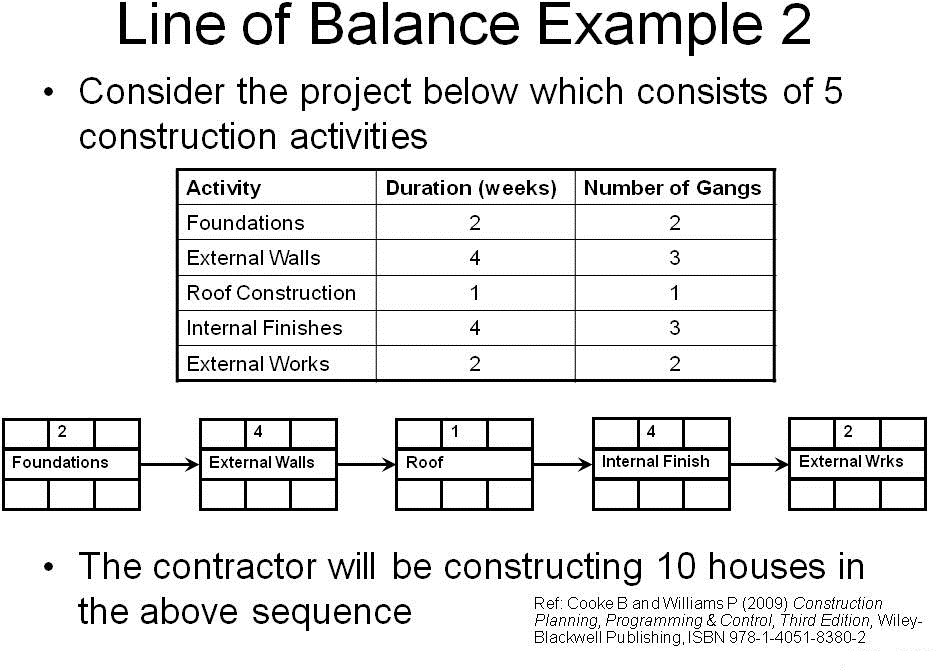 Line of Balance Example 2
• Consider the project below which consists of 5
construction activities
Activity Duration (weeks) Number of Gangs
Foundations 2 2
External Walls 4 3
Roof Construction 1 1
Internal Finishes 4 3
External Works 2 2
2 4 1 4 2
Foundations External Walls Roof Internal Finish External Wrks
• The contractor will be constructing 10 houses in
the above sequence
Ref: Cooke B and Williams P (2009) Construction
Planning, Programming & Control, Third Edition, Wiley-
Blackwell Publishing, ISBN 978-1-4051-8380-2